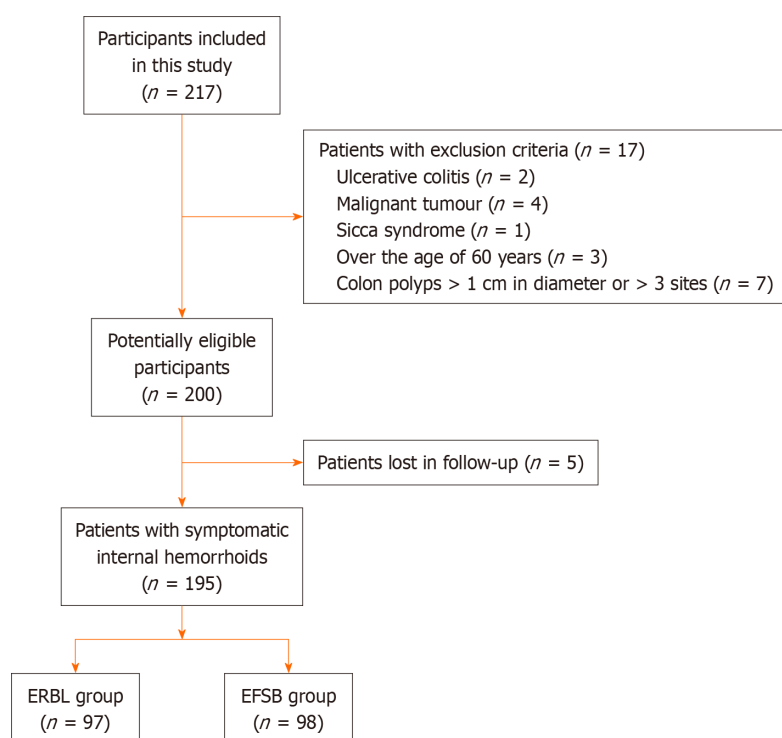 Participants included
in this study
(n = 217)
Patients with exclusion criteria (n = 17)
Ulcerative colitis (n = 2)
Malignant tumour (n = 4)
Sicca syndrome (n = 1)
Over the age of 60 years (n = 3)
Colon polyps > 1 cm in diameter or > 3 sites (n = 7)
Potentially eligible
participants
(n = 200)
Patients lost in follow-up (n = 5)
Patients with symptomatic
internal hemorrhoids
(n = 195)
ERBL group
(n = 97)
EFSB group
(n = 98)